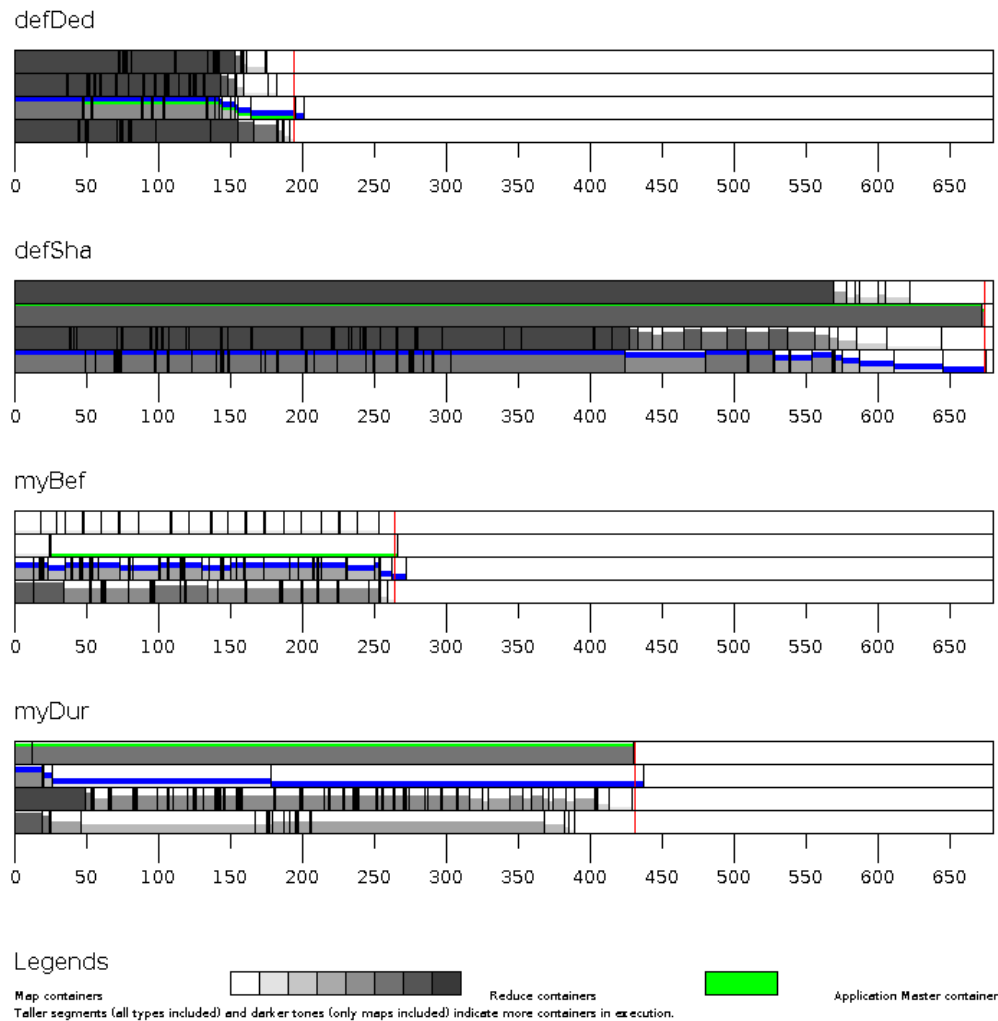 defDed
0 50 100 150 200 250 300 350 400 450 500 550 600 650
defSha
0 50 100 150 200 250 300 350 400 450 500 550 600 650
myBef
0 50 100 150 200 250 300 350 400 450 500 550 600 650
myDur
0 50 100 150 200 250 300 350 400 450 500 550 600 650
Legends
Map containers Reduce containers Application Master container
Taller segments (all types included) and darker tones (only maps included) indicate more containers in execution.